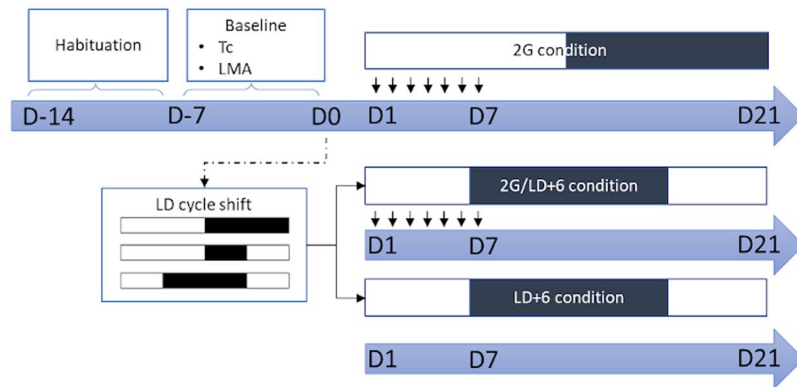 Habituation
Baseline
• Tc
• LMA
2G condition
D-14
D-7
D0
D1
D7
D21
LD cycle shift
2G/LD+6 condition
D1
D7
D21
LD+6 condition
D1
D7
D21